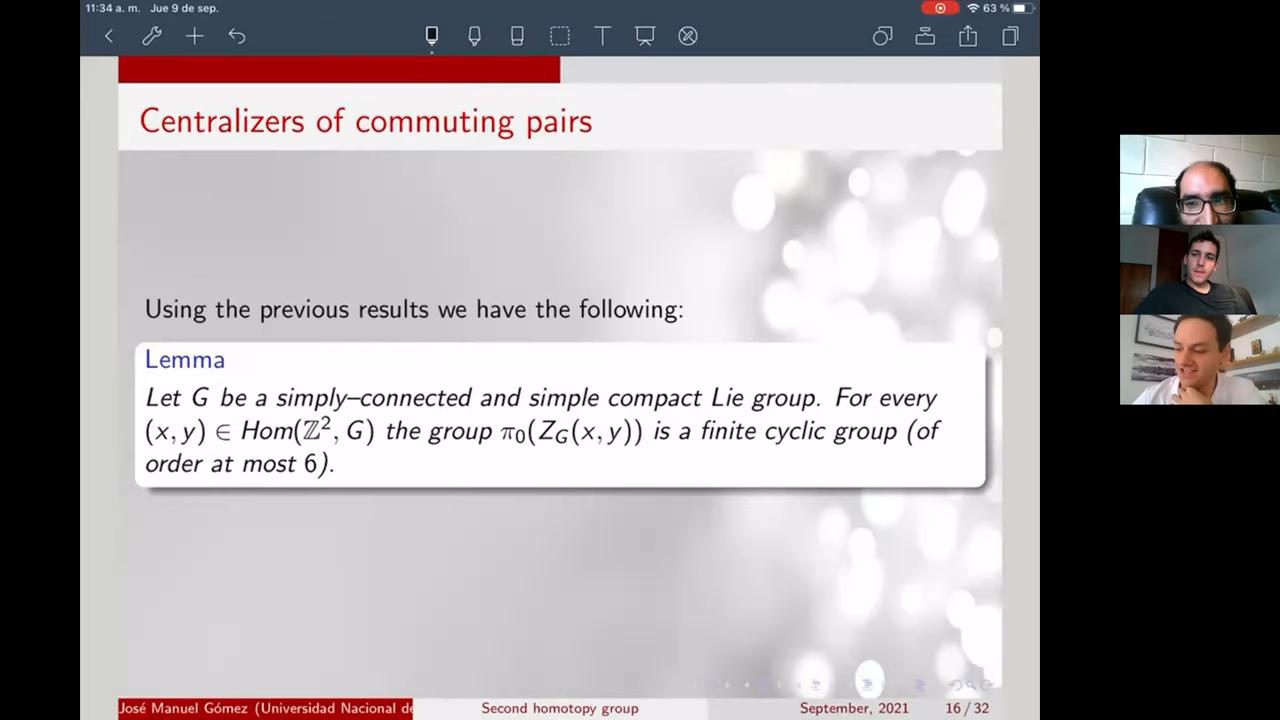 11:34 a. m. Jue 9 de sep.
63 %
Centralizers of commuting pairs
Using the previous results we have the following:
Lemma
Let G be a simply–connected and simple compact Lie group. For every
(x, y) ∈ Hom(ℤ², G) the group π₀(Z_G(x, y)) is a finite cyclic group (of
order at most 6).
José Manuel Gómez (Universidad Nacional de
Second homotopy group
September, 2021
16 / 32